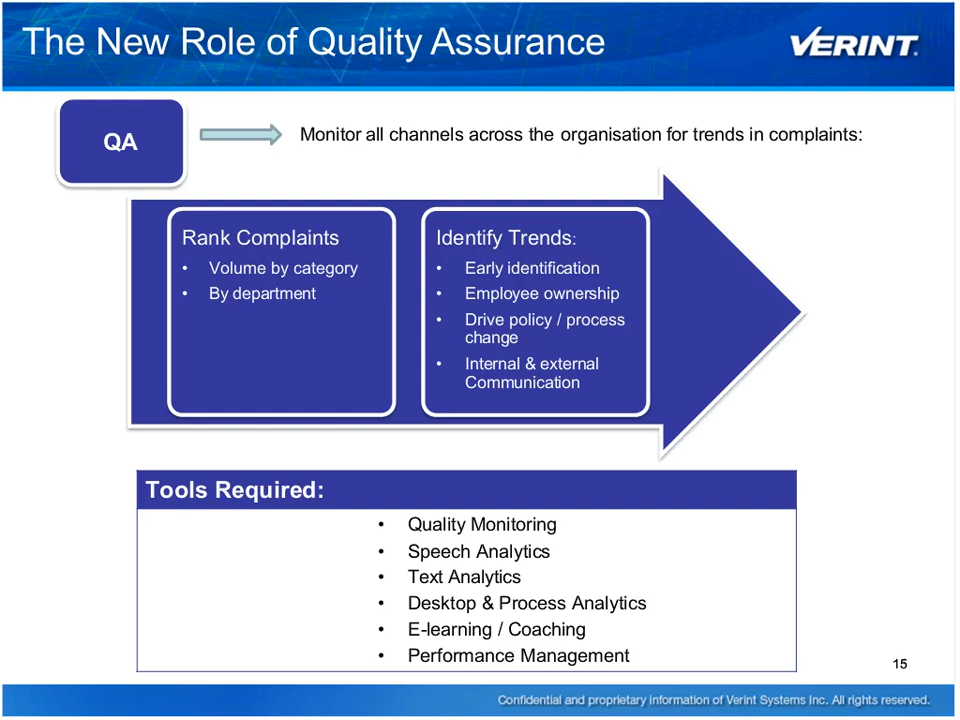 The New Role of Quality Assurance
VERINT.
QA
Monitor all channels across the organisation for trends in complaints:
Rank Complaints
• Volume by category
• By department
Identify Trends:
• Early identification
• Employee ownership
• Drive policy / process
change
• Internal & external
Communication
Tools Required:
• Quality Monitoring
• Speech Analytics
• Text Analytics
• Desktop & Process Analytics
• E-learning / Coaching
• Performance Management
15
Confidential and proprietary information of Verint Systems Inc. All rights reserved.